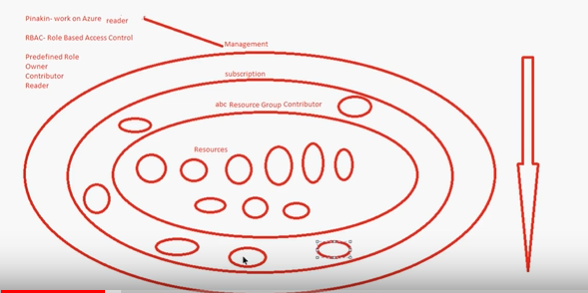 Pinakin- work on Azure reader
RBAC- Role Based Access Control
Predefined Role
Owner
Contributor
Reader
Management
subscription
abc Resource Group Contributor
Resources